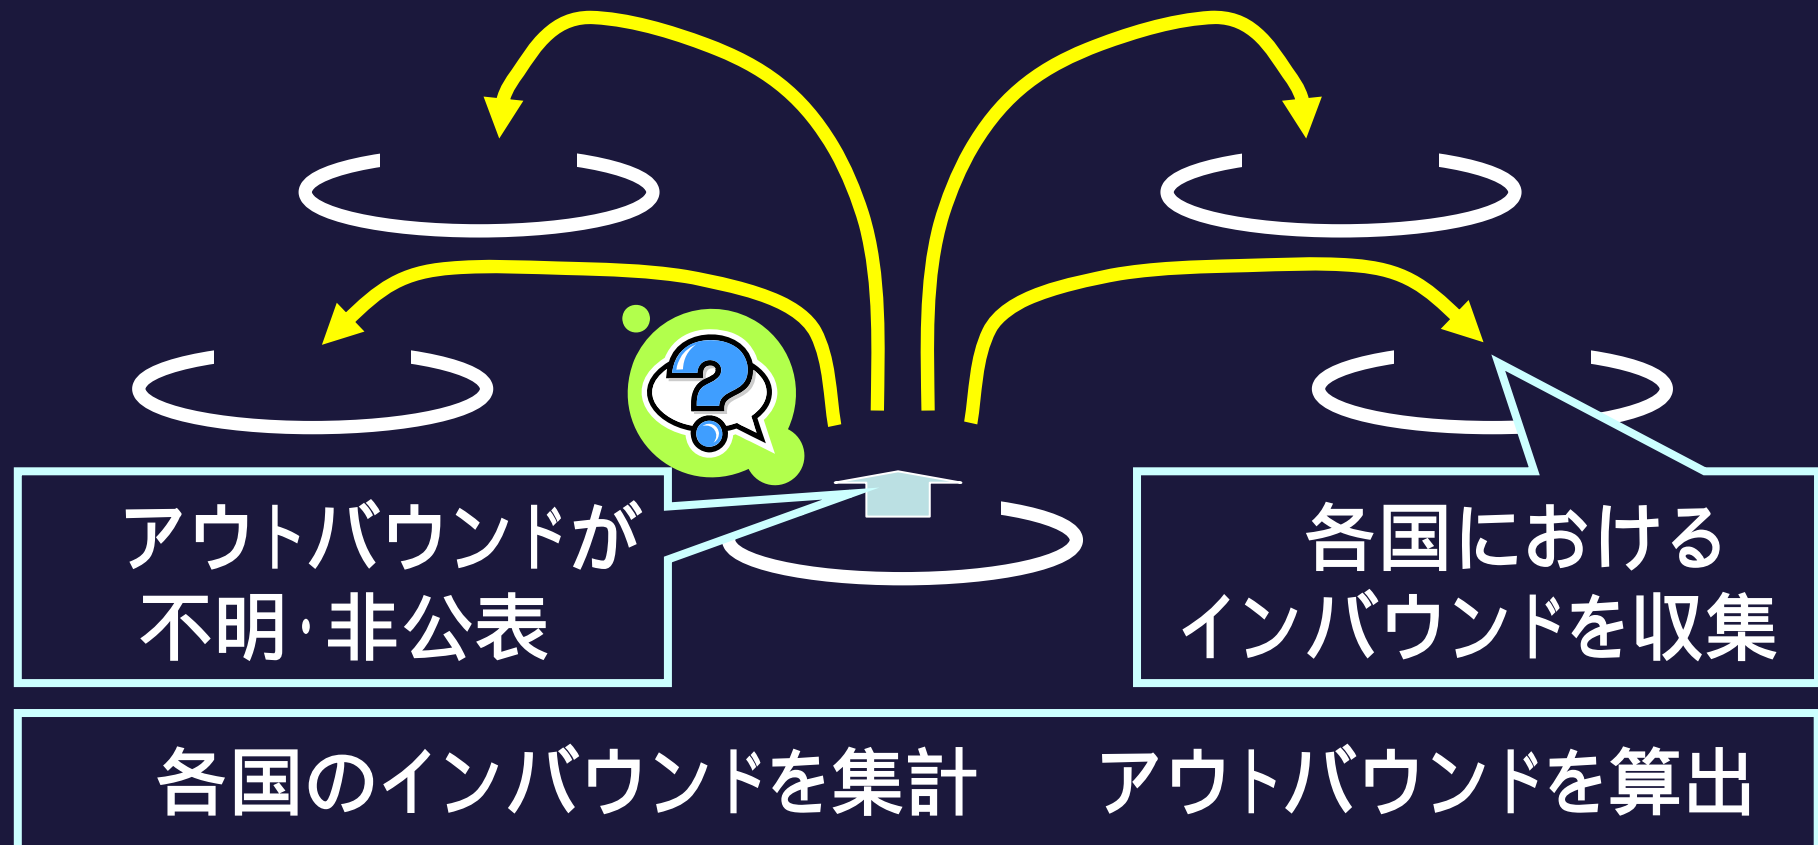 アウトバウンドが
不明・非公表
各国における
インバウンドを収集
各国のインバウンドを集計　アウトバウンドを算出